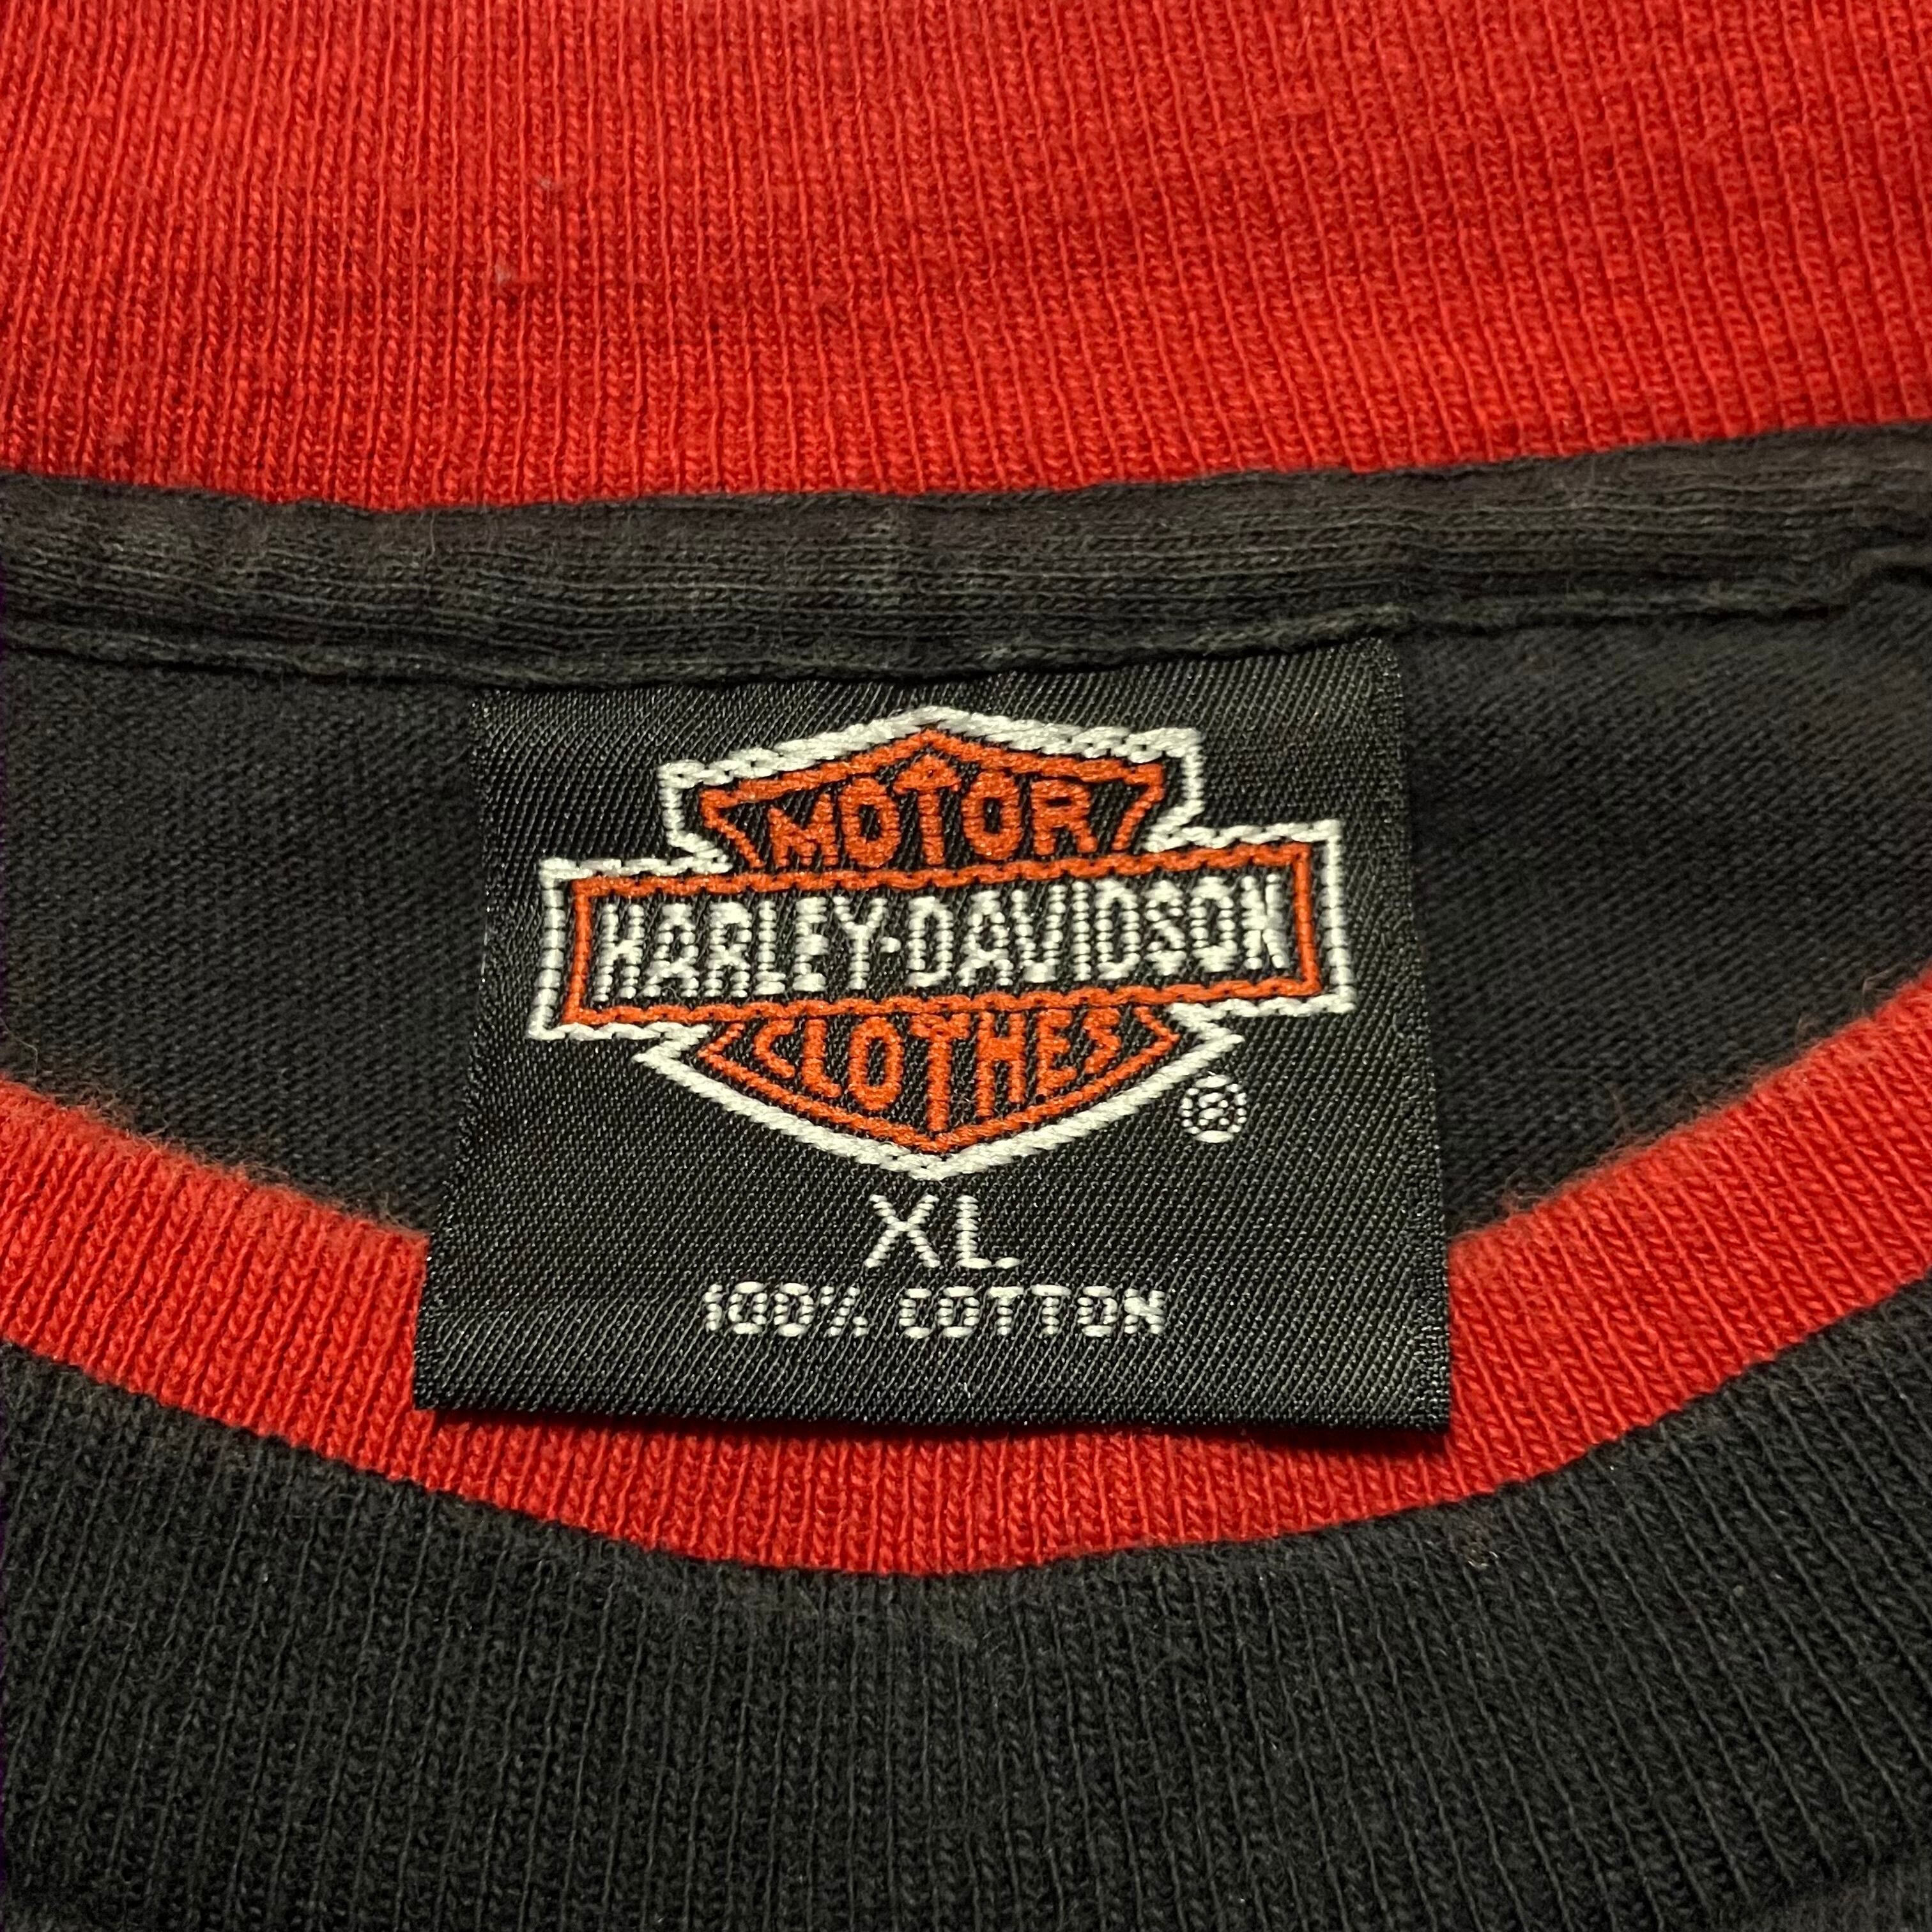 MOTOR
HARLEY-DAVIDSON
CLOTHES
®
XL
100% COTTON